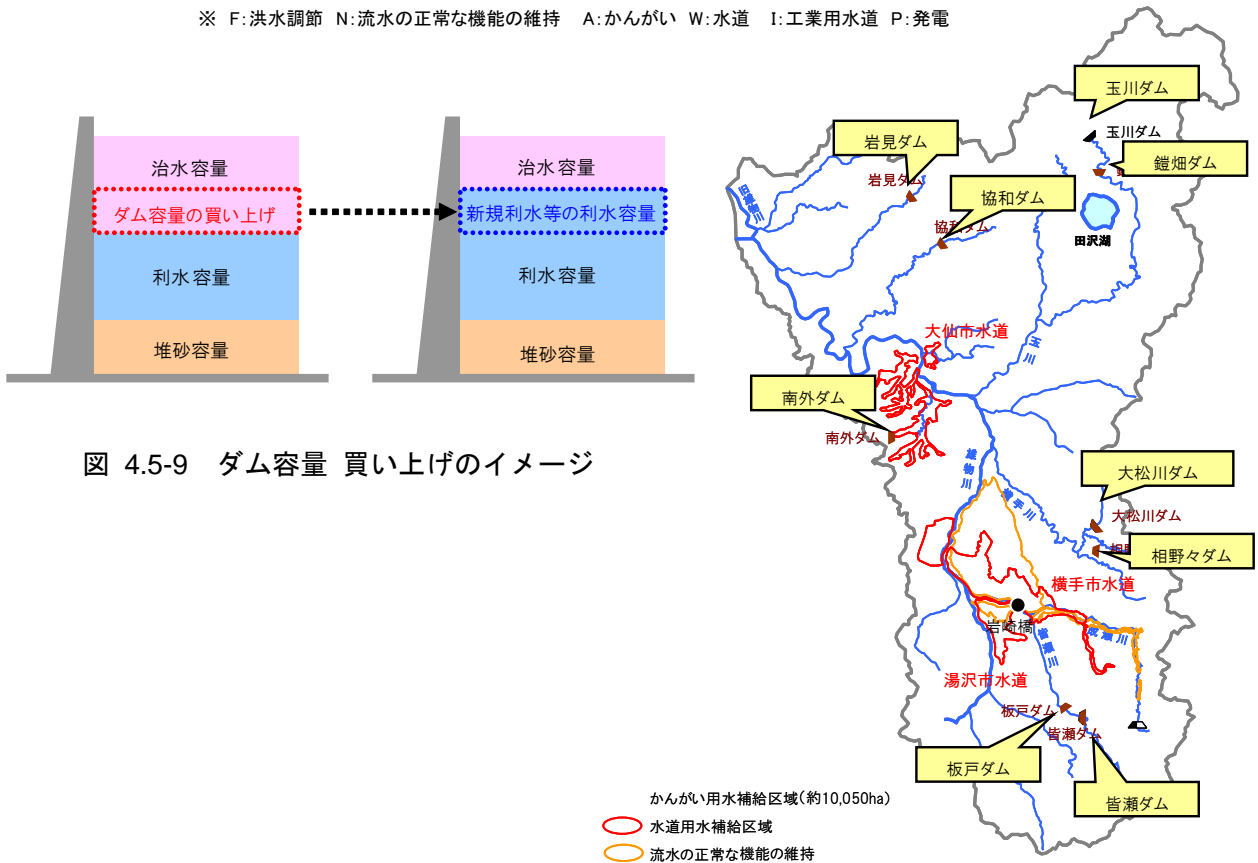 ※ F:洪水調節 N:流水の正常な機能の維持 A:かんがい W:水道 I:工業用水道 P:発電
治水容量
ダム容量の買い上げ
利水容量
堆砂容量
治水容量
新規利水等の利水容量
利水容量
堆砂容量
図 4.5-9 ダム容量 買い上げのイメージ
玉川ダム
玉川ダム
岩見ダム
岩見ダム
鎧畑ダム
協和ダム
協和ダム
田沢湖
大仙市水道
玉川
南外ダム
南外ダム
雄物川
横手川
大松川ダム
大松川ダム
相野々ダム
横手市水道
岩崎橋
皆瀬川
成瀬川
湯沢市水道
板戸ダム
皆瀬ダム
板戸ダム
皆瀬ダム
かんがい用水補給区域(約10,050ha)
水道用水補給区域
流水の正常な機能の維持